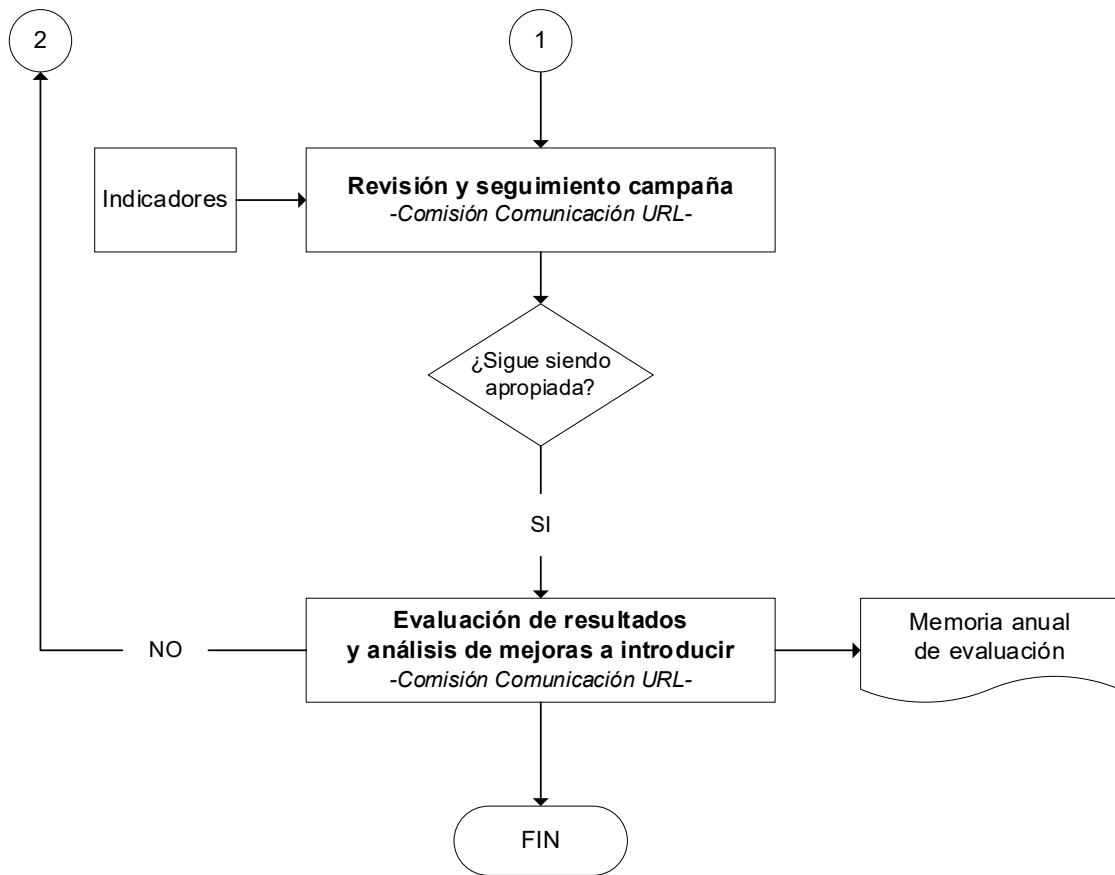 2
1
Indicadores
Revisión y seguimiento campaña
-Comisión Comunicación URL-
¿Sigue siendo
apropiada?
SI
NO
Evaluación de resultados
y análisis de mejoras a introducir
-Comisión Comunicación URL-
Memoria anual
de evaluación
FIN